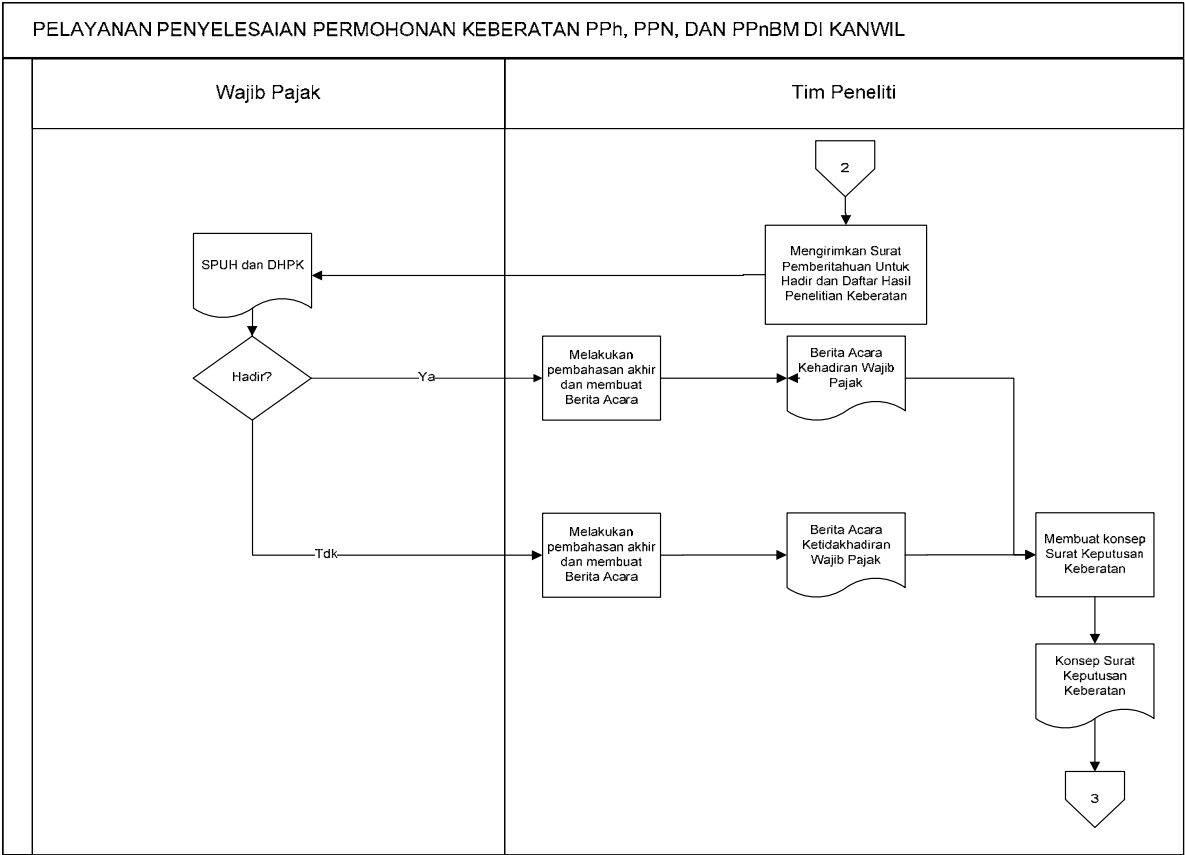 PELAYANAN PENYELESAIAN PERMOHONAN KEBERATAN PPh, PPN, DAN PPnBM DI KANWIL
Wajib Pajak
Tim Peneliti
2
Mengirimkan Surat
Pemberitahuan Untuk
Hadir dan Daftar Hasil
Penelitian Keberatan
SPUH dan DHPK
Hadir?
Ya
Melakukan
pembahasan akhir
dan membuat
Berita Acara
Berita Acara
Kehadiran Wajib
Pajak
Tdk
Melakukan
pembahasan akhir
dan membuat
Berita Acara
Berita Acara
Ketidakhadiran
Wajib Pajak
Membuat konsep
Surat Keputusan
Keberatan
Konsep Surat
Keputusan
Keberatan
3